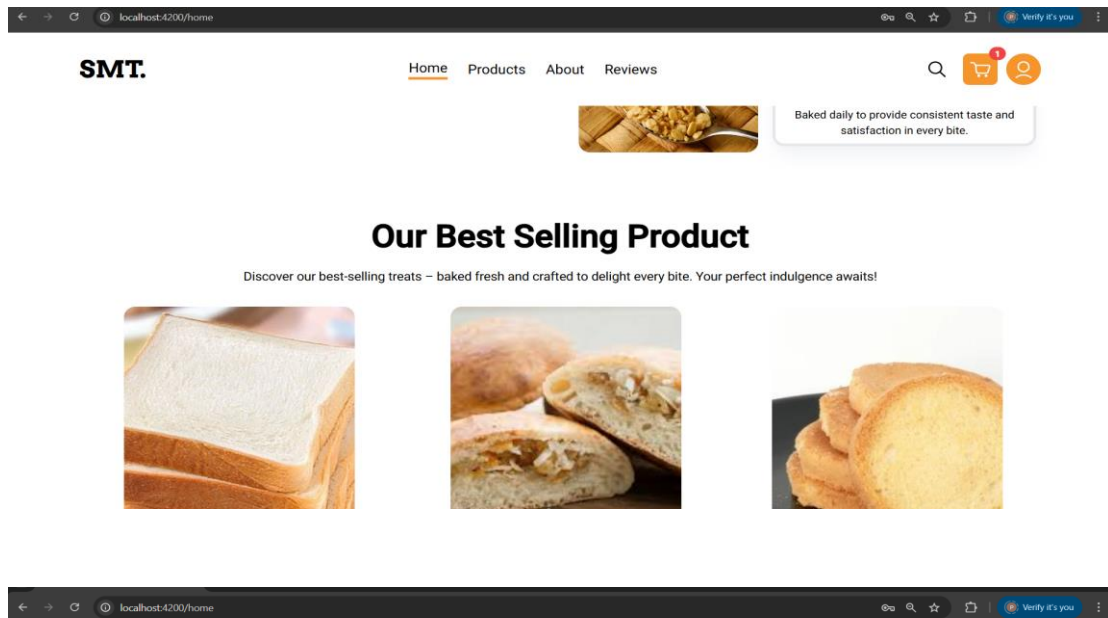 localhost:4200/home
Verify it's you
SMT.
Home Products About Reviews
1
Baked daily to provide consistent taste and
satisfaction in every bite.
Our Best Selling Product
Discover our best-selling treats – baked fresh and crafted to delight every bite. Your perfect indulgence awaits!
localhost:4200/home
Verify it's you